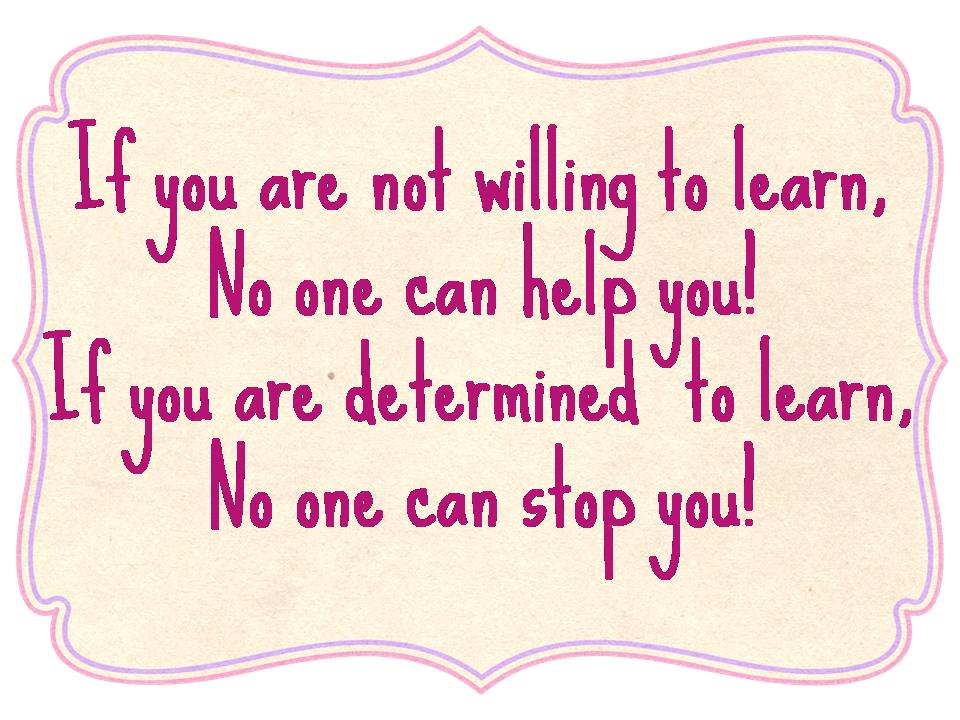 If you are not willing to learn,
No one can help you!
If you are determined to learn,
No one can stop you!